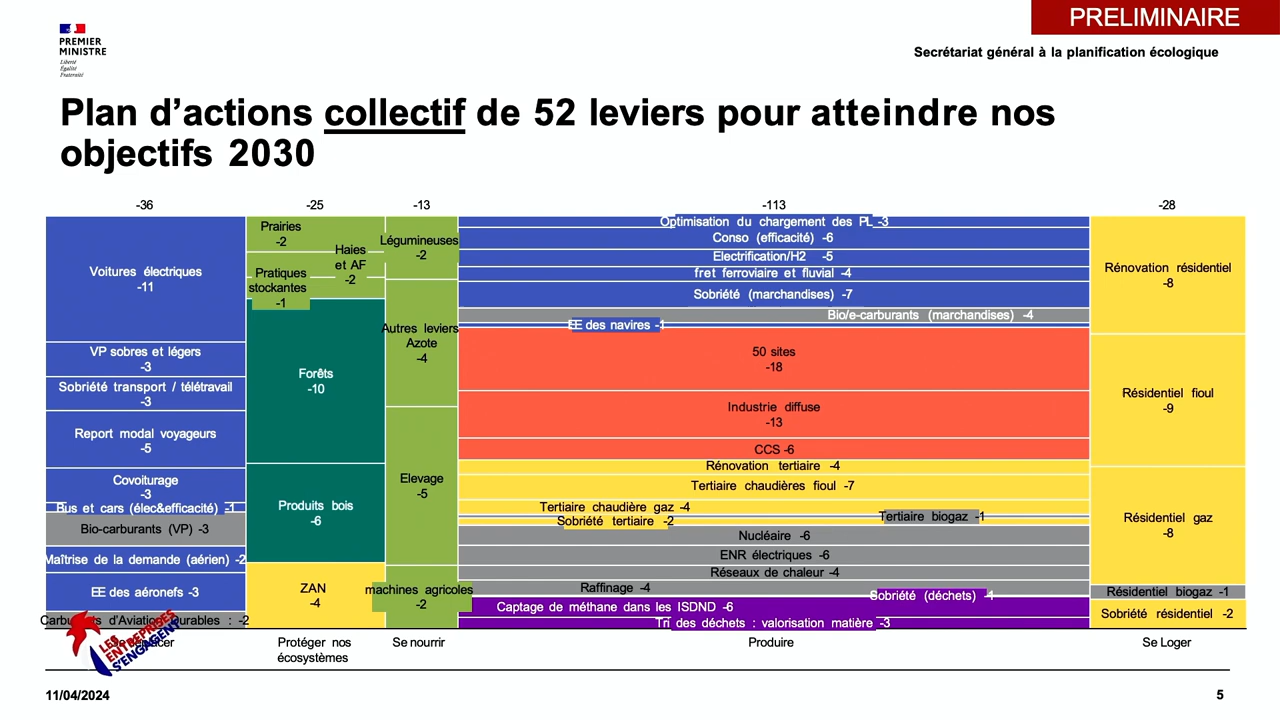 PRELIMINAIRE
PREMIER
MINISTRE
Liberté
Égalité
Fraternité
Secrétariat général à la planification écologique
Plan d’actions collectif de 52 leviers pour atteindre nos
objectifs 2030
-36
-25
-13
-113
-28
Voitures électriques
-11
VP sobres et légers
-3
Sobriété transport / télétravail
-3
Report modal voyageurs
-5
Covoiturage
-3
Bus et cars (élec&efficacité) -1
Bio-carburants (VP) -3
Maîtrise de la demande (aérien) -2
EE des aéronefs -3
d’Aviation Durables : -2
Prairies
-2
Haies
et AF
-2
Pratiques
stockantes
-1
Forêts
-10
Produits bois
-6
ZAN
-4
Légumineuses
-2
Autres leviers
Azote
-4
Elevage
-5
machines agricoles
-2
Optimisation du chargement des PL -3
Conso (efficacité) -6
Electrification/H2 -5
fret ferroviaire et fluvial -4
Sobriété (marchandises) -7
Bio/e-carburants (marchandises) -4
EE des navires -1
50 sites
-18
Industrie diffuse
-13
CCS -6
Rénovation tertiaire -4
Tertiaire chaudières fioul -7
Tertiaire chaudière gaz -4
Tertiaire biogaz -1
Sobriété tertiaire -2
Nucléaire -6
ENR électriques -6
Réseaux de chaleur -4
Raffinage -4
Sobriété (déchets) -1
Captage de méthane dans les ISDND -6
Tri des déchets : valorisation matière -3
Rénovation résidentiel
-8
Résidentiel fioul
-9
Résidentiel gaz
-8
Résidentiel biogaz -1
Sobriété résidentiel -2
Protéger nos
écosystèmes
Se nourrir
Produire
Se Loger
LES
ENTREPRISES
S'ENGAGENT
11/04/2024
5